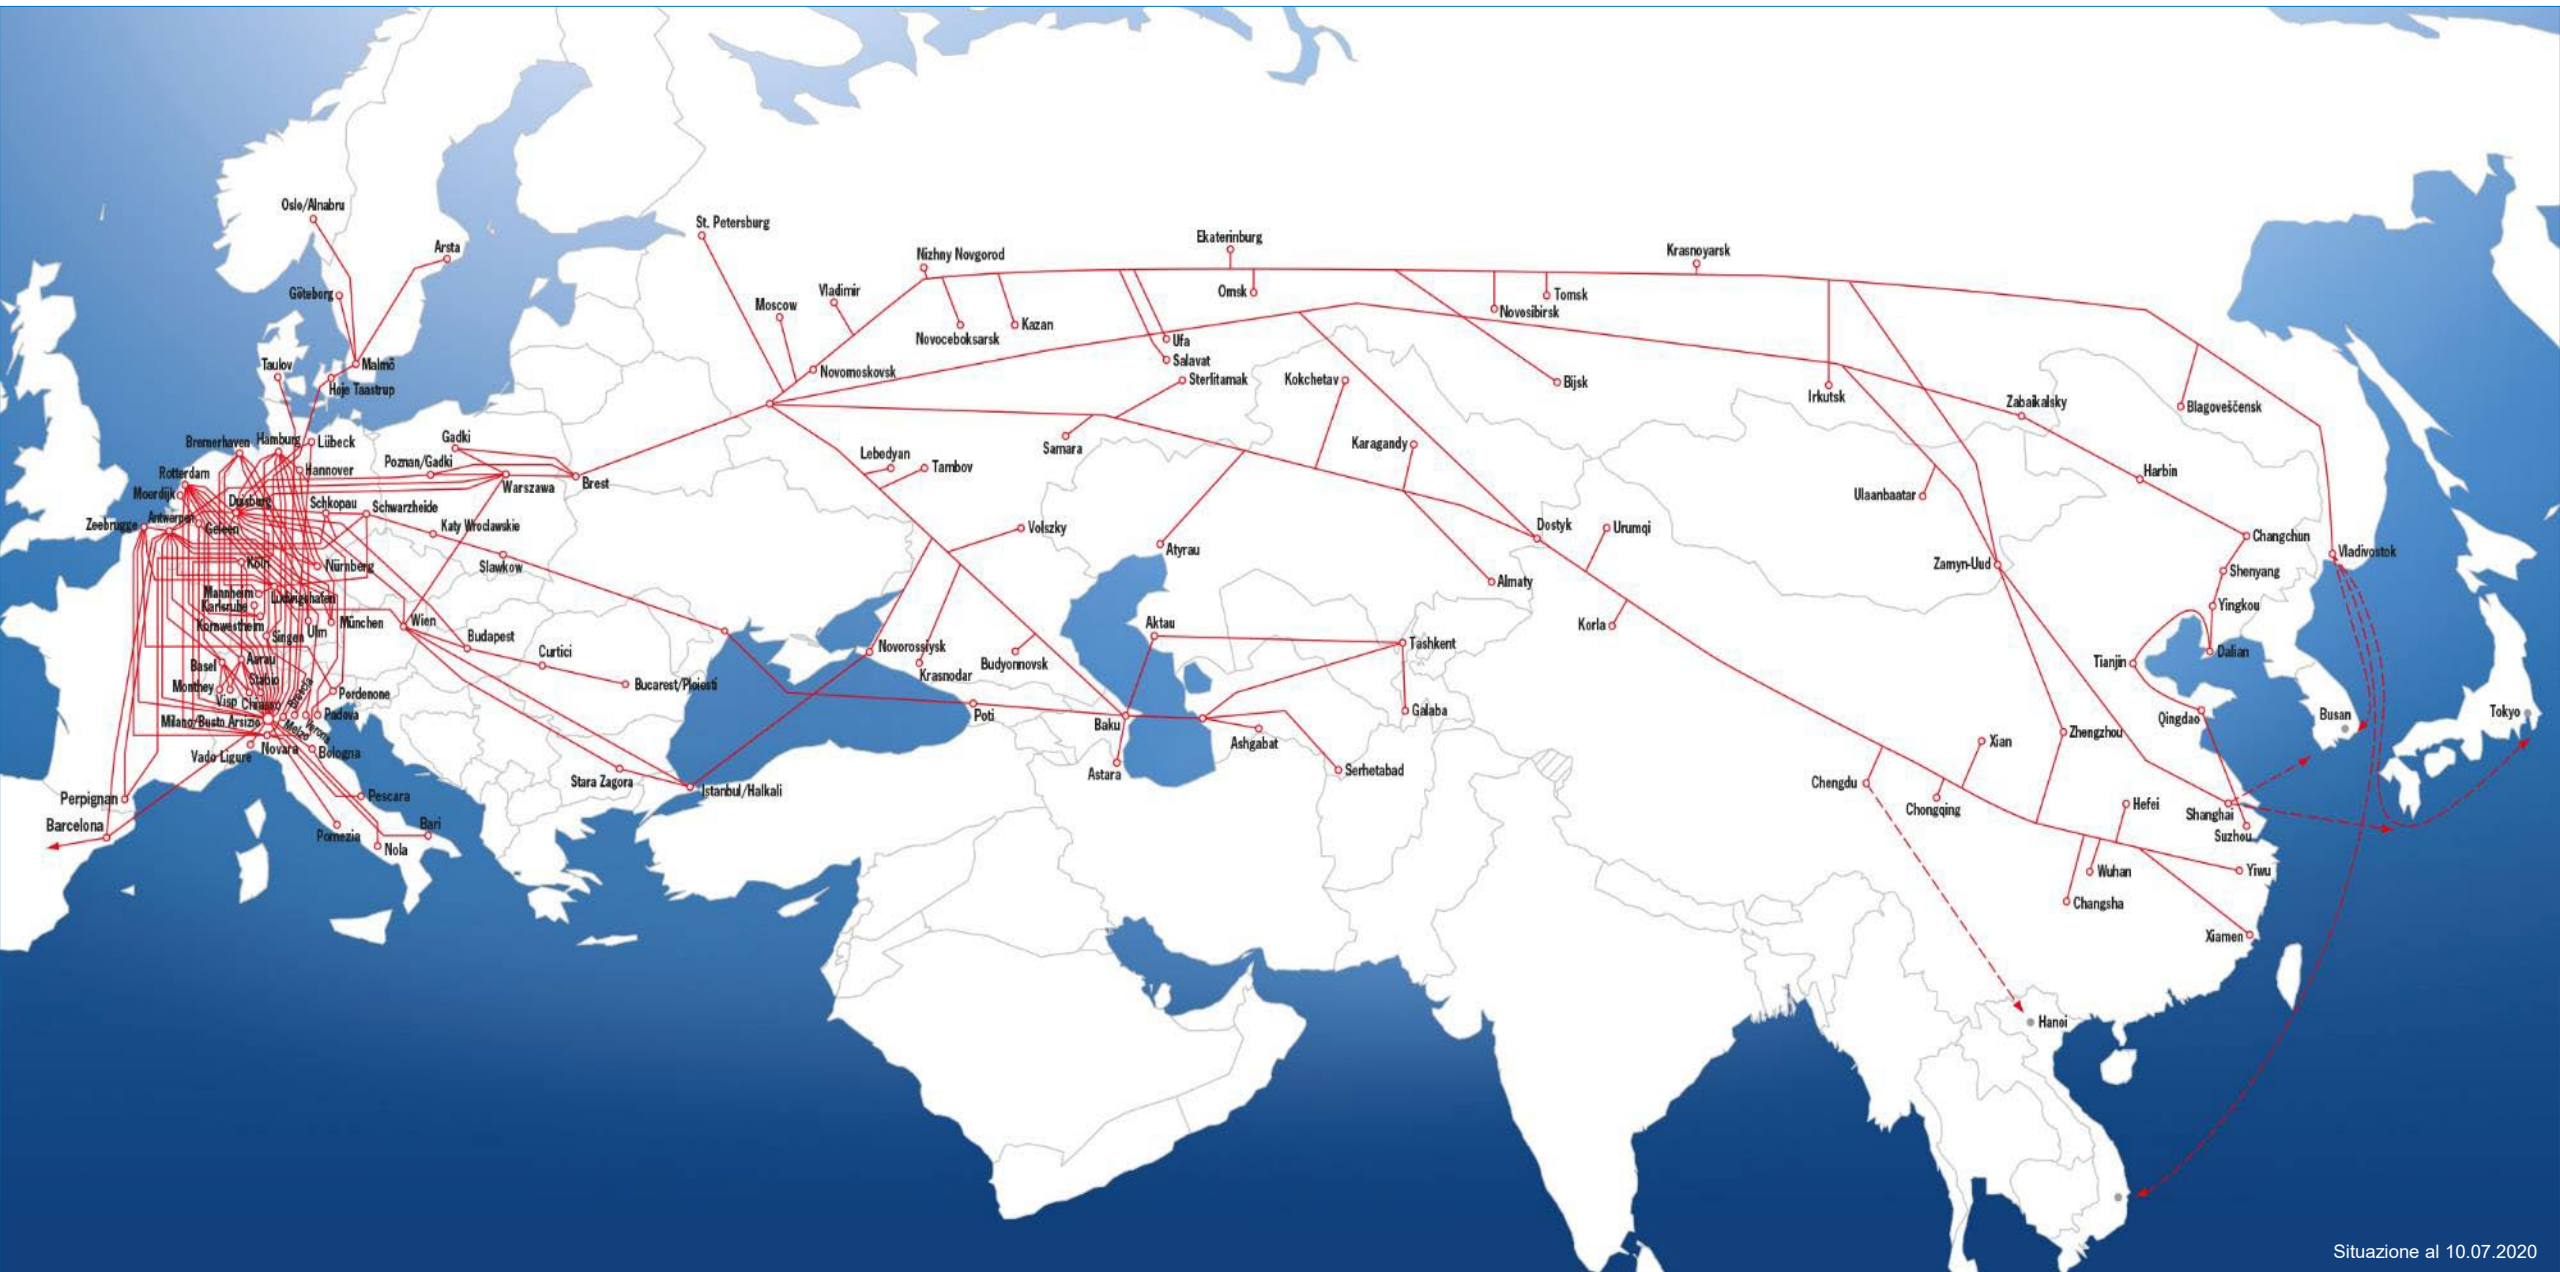 Oslo/Alnabru
Arsta
Göteborg
Taulov
Malmö
Høje Taastrup
St. Petersburg
Moscow
Vladimir
Nizhny Novgorod
Novoceboksarsk
Kazan
Novomoskovsk
Ekaterinburg
Omsk
Ufa
Salavat
Sterlitamak
Kokchetav
Novosibirsk
Tomsk
Krasnoyarsk
Bijsk
Irkutsk
Zabaikalsky
Blagoveščensk
Harbin
Changchun
Shenyang
Yingkou
Dalian
Vladivostok
Bremerhaven
Hamburg
Lübeck
Hannover
Rotterdam
Moerdijk
Duisburg
Zeebrugge
Antwerpen
Geleen
Schkopau
Schwarzheide
Gadki
Poznan/Gadki
Warszawa
Brest
Katy Wroclawskie
Slawkow
Lebedyan
Tambov
Samara
Karagandy
Volszky
Atyrau
Dostyk
Urumqi
Almaty
Korla
Ulaanbaatar
Zamyn-Uud
Köln
Nürnberg
Mannheim
Karlsruhe
Ludwigshafen
Kornwestheim
Singen
Ulm
München
Wien
Budapest
Curtici
Bucarest/Ploiesti
Basel
Aarau
Monthey
Stabio
Visp
Chiasso
Brescia
Pordenone
Milano/Busto Arsizio
Melzo
Verona
Padova
Vado Ligure
Novara
Bologna
Perpignan
Barcelona
Pescara
Pomezia
Nola
Bari
Stara Zagora
Istanbul/Halkali
Novorossiysk
Krasnodar
Budyonnovsk
Poti
Baku
Astara
Aktau
Tashkent
Galaba
Ashgabat
Serhetabad
Tianjin
Qingdao
Zhengzhou
Xian
Chengdu
Chongqing
Hefei
Shanghai
Suzhou
Wuhan
Changsha
Yiwu
Xiamen
Busan
Tokyo
Hanoi
Situazione al 10.07.2020